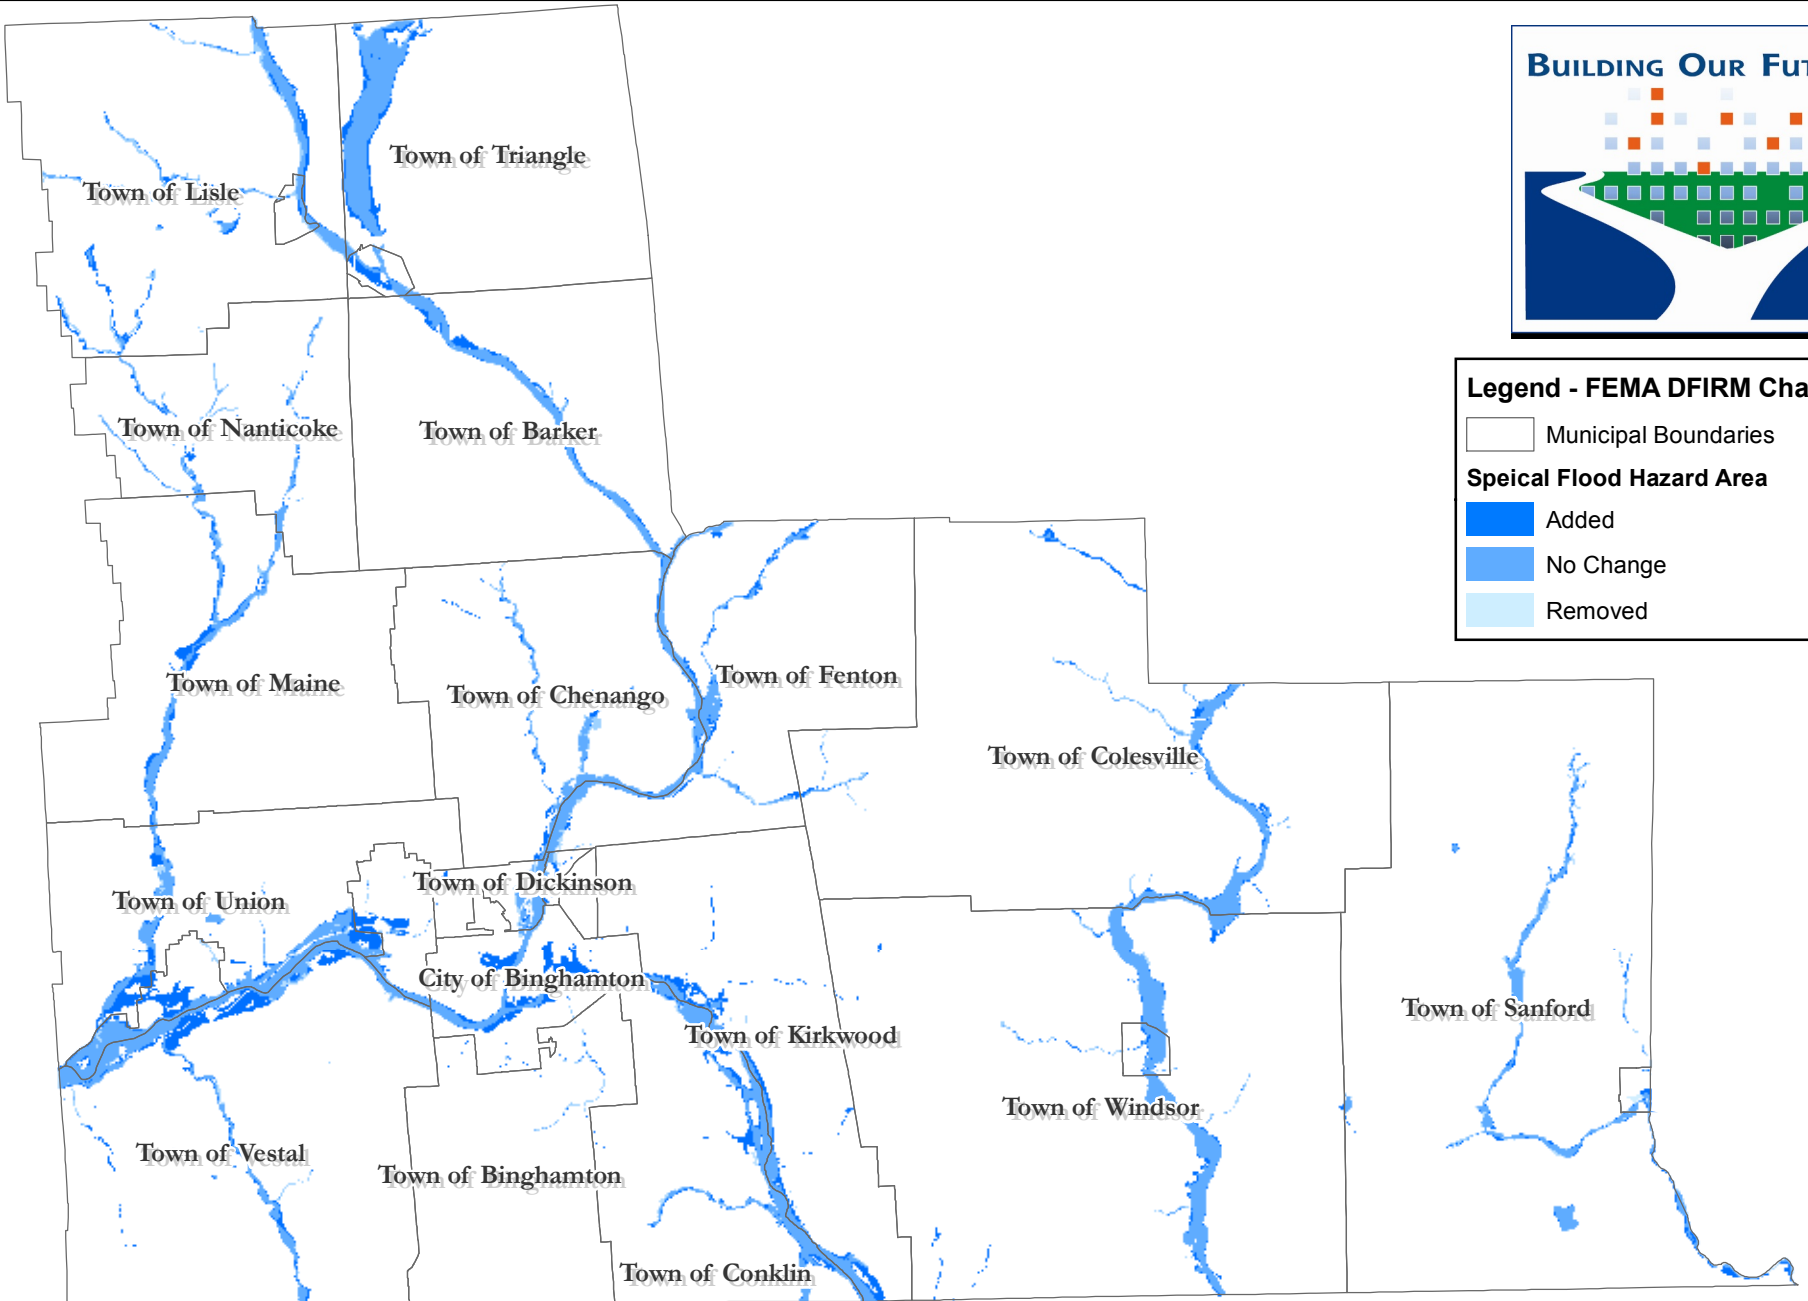 BUILDING OUR FUT
Legend - FEMA DFIRM Cha
Municipal Boundaries
Speical Flood Hazard Area
Added
No Change
Removed
Town of Triangle
Town of Lisle
Town of Nanticoke
Town of Barker
Town of Maine
Town of Chenango
Town of Fenton
Town of Colesville
Town of Union
Town of Dickinson
City of Binghamton
Town of Kirkwood
Town of Sanford
Town of Windsor
Town of Vestal
Town of Binghamton
Town of Conklin